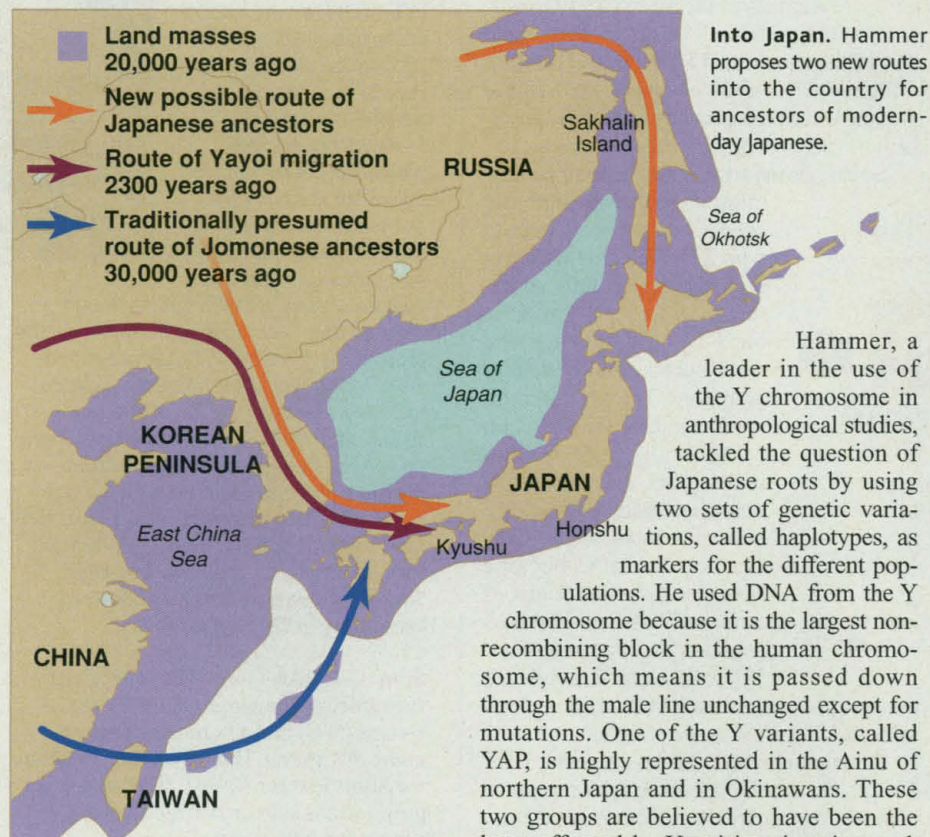 Land masses
20,000 years ago
New possible route of
Japanese ancestors
Route of Yayoi migration
2300 years ago
Traditionally presumed
route of Jomonese ancestors
30,000 years ago
RUSSIA
Sakhalin
Island
Sea of
Okhotsk
Sea of
Japan
KOREAN
PENINSULA
JAPAN
East China
Sea
Kyushu
Honshu
CHINA
TAIWAN
Into Japan. Hammer
proposes two new routes
into the country for
ancestors of modern-
day Japanese.
Hammer, a
leader in the use of
the Y chromosome in
anthropological studies,
tackled the question of
Japanese roots by using
two sets of genetic varia-
tions, called haplotypes, as
markers for the different pop-
ulations. He used DNA from the Y
chromosome because it is the largest non-
recombining block in the human chromo-
some, which means it is passed down
through the male line unchanged except for
mutations. One of the Y variants, called
YAP, is highly represented in the Ainu of
northern Japan and in Okinawans. These
two groups are believed to have been the